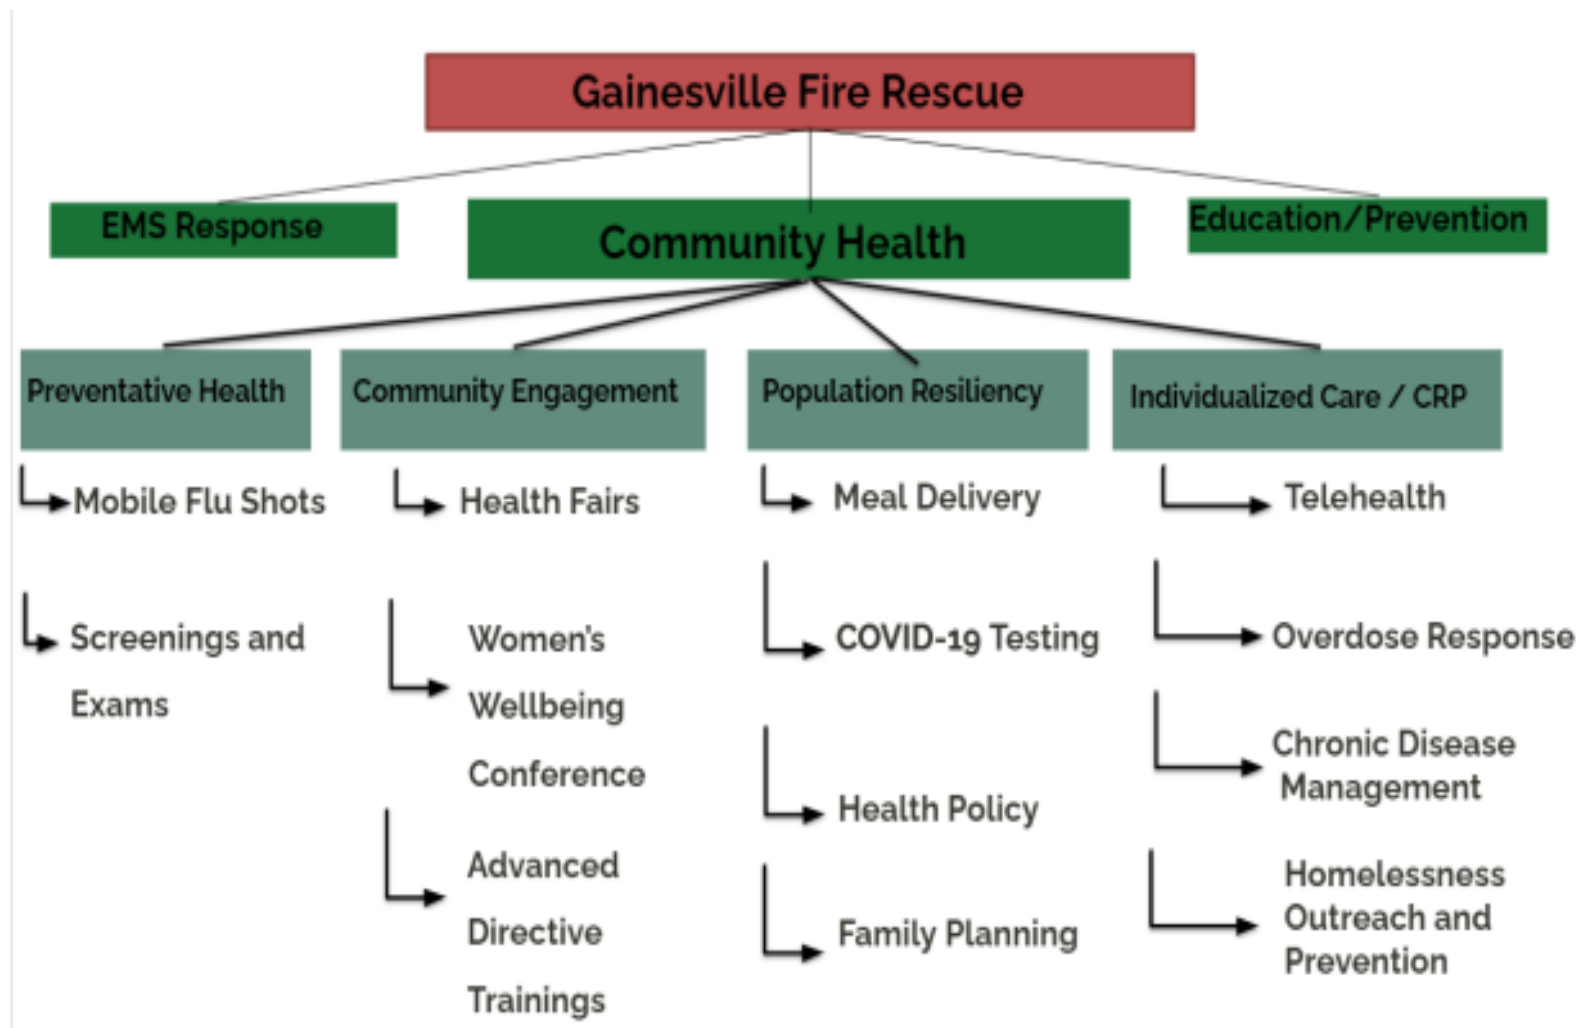 Gainesville Fire Rescue
EMS Response
Community Health
Education/Prevention
Preventative Health
Community Engagement
Population Resiliency
Individualized Care / CRP
Mobile Flu Shots
Screenings and
Exams
Health Fairs
Women's
Wellbeing
Conference
Advanced
Directive
Trainings
Meal Delivery
COVID-19 Testing
Health Policy
Family Planning
Telehealth
Overdose Response
Chronic Disease
Management
Homelessness
Outreach and
Prevention